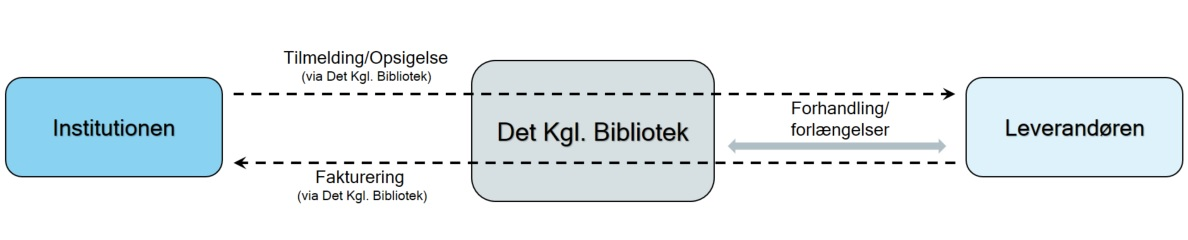 Tilmelding/Opsigelse
(via Det Kgl. Bibliotek)
Institutionen
Det Kgl. Bibliotek
Forhandling/
forlængelser
Leverandøren
Fakturering
(via Det Kgl. Bibliotek)